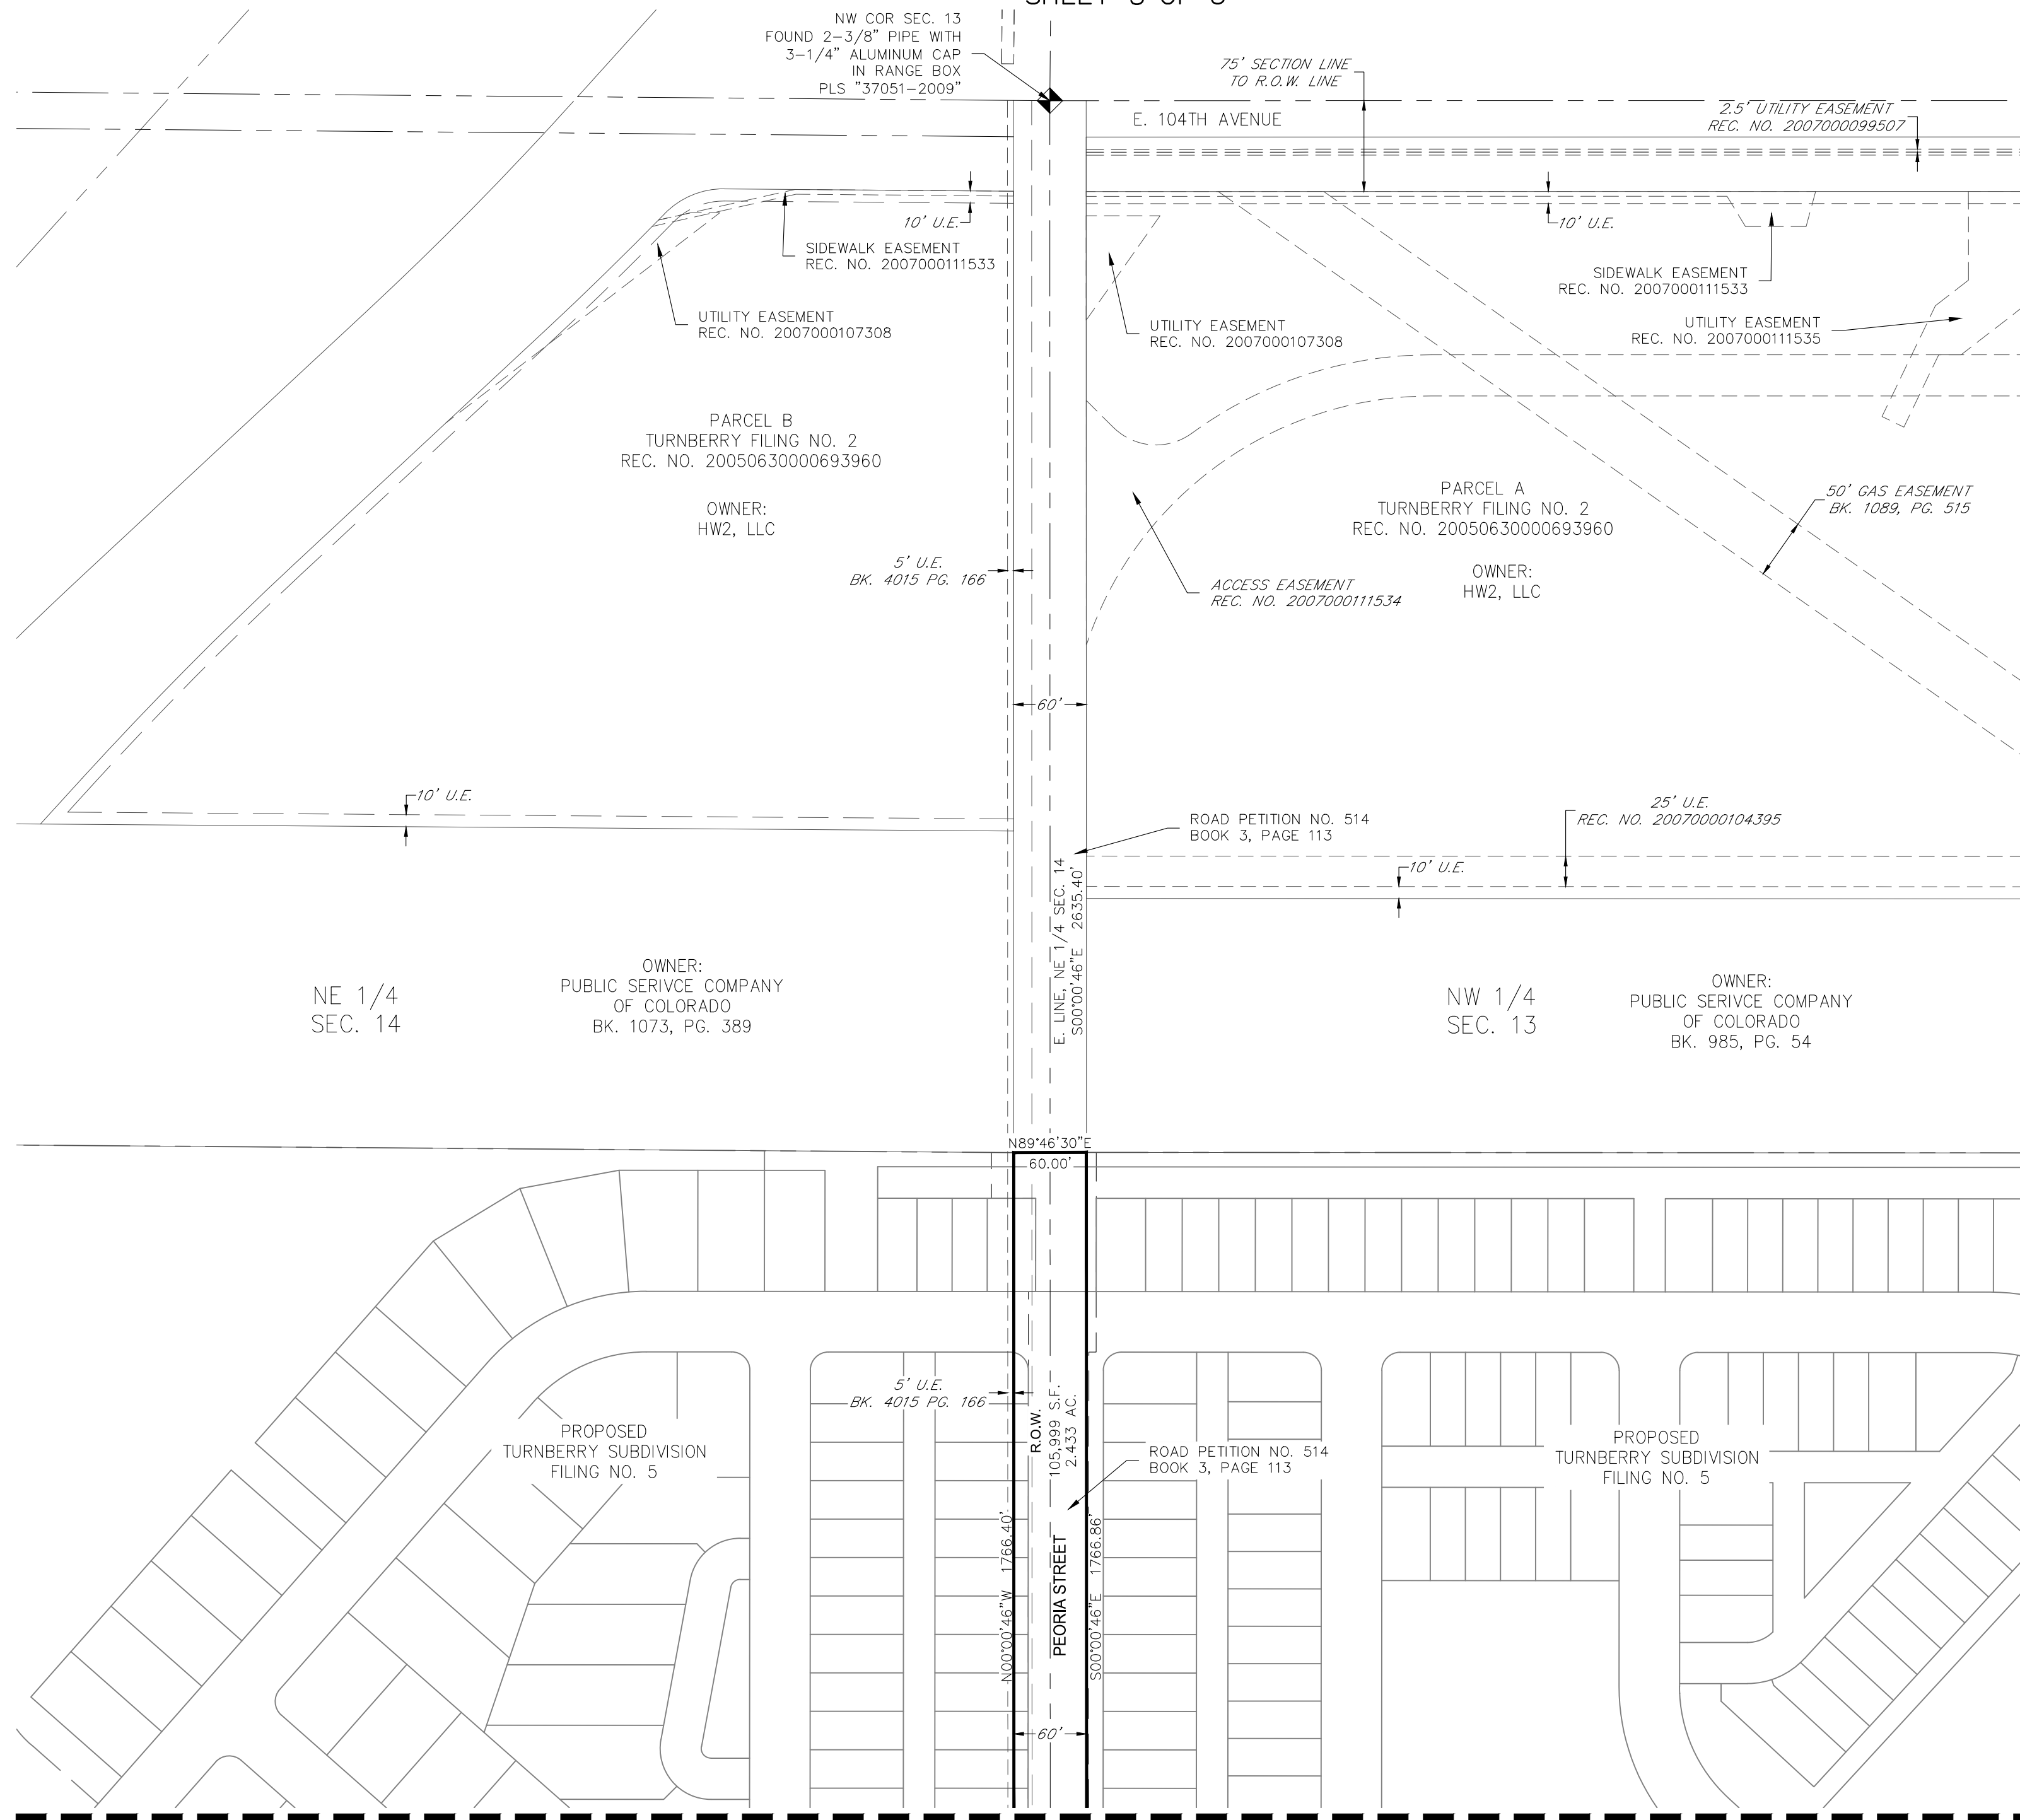 NW COR SEC. 13
FOUND 2-3/8" PIPE WITH
3-1/4" ALUMINUM CAP
IN RANGE BOX
PLS "37051-2009"
75' SECTION LINE
TO R.O.W. LINE
E. 104TH AVENUE
2.5' UTILITY EASEMENT
REC. NO. 2007000099507
10' U.E.
SIDEWALK EASEMENT
REC. NO. 2007000111533
10' U.E.
SIDEWALK EASEMENT
REC. NO. 2007000111533
UTILITY EASEMENT
REC. NO. 2007000107308
UTILITY EASEMENT
REC. NO. 2007000107308
UTILITY EASEMENT
REC. NO. 2007000111535
PARCEL B
TURNBERRY FILING NO. 2
REC. NO. 20050630000693960
OWNER:
HW2, LLC
PARCEL A
TURNBERRY FILING NO. 2
REC. NO. 20050630000693960
OWNER:
HW2, LLC
50' GAS EASEMENT
BK. 1089, PG. 515
5' U.E.
BK. 4015 PG. 166
ACCESS EASEMENT
REC. NO. 2007000111534
60'
10' U.E.
ROAD PETITION NO. 514
BOOK 3, PAGE 113
25' U.E.
REC. NO. 20070000104395
10' U.E.
E. LINE, NE 1/4 SEC. 14
S00°00'46"E 2635.40'
NE 1/4
SEC. 14
OWNER:
PUBLIC SERIVCE COMPANY
OF COLORADO
BK. 1073, PG. 389
NW 1/4
SEC. 13
OWNER:
PUBLIC SERIVCE COMPANY
OF COLORADO
BK. 985, PG. 54
N89°46'30"E
60.00'
5' U.E.
BK. 4015 PG. 166
R.O.W.
105,999 S.F.
2.433 AC.
PROPOSED
TURNBERRY SUBDIVISION
FILING NO. 5
ROAD PETITION NO. 514
BOOK 3, PAGE 113
PROPOSED
TURNBERRY SUBDIVISION
FILING NO. 5
N00°00'46"W 1766.40'
PEORIA STREET
S00°00'46"E 1766.86'
60'